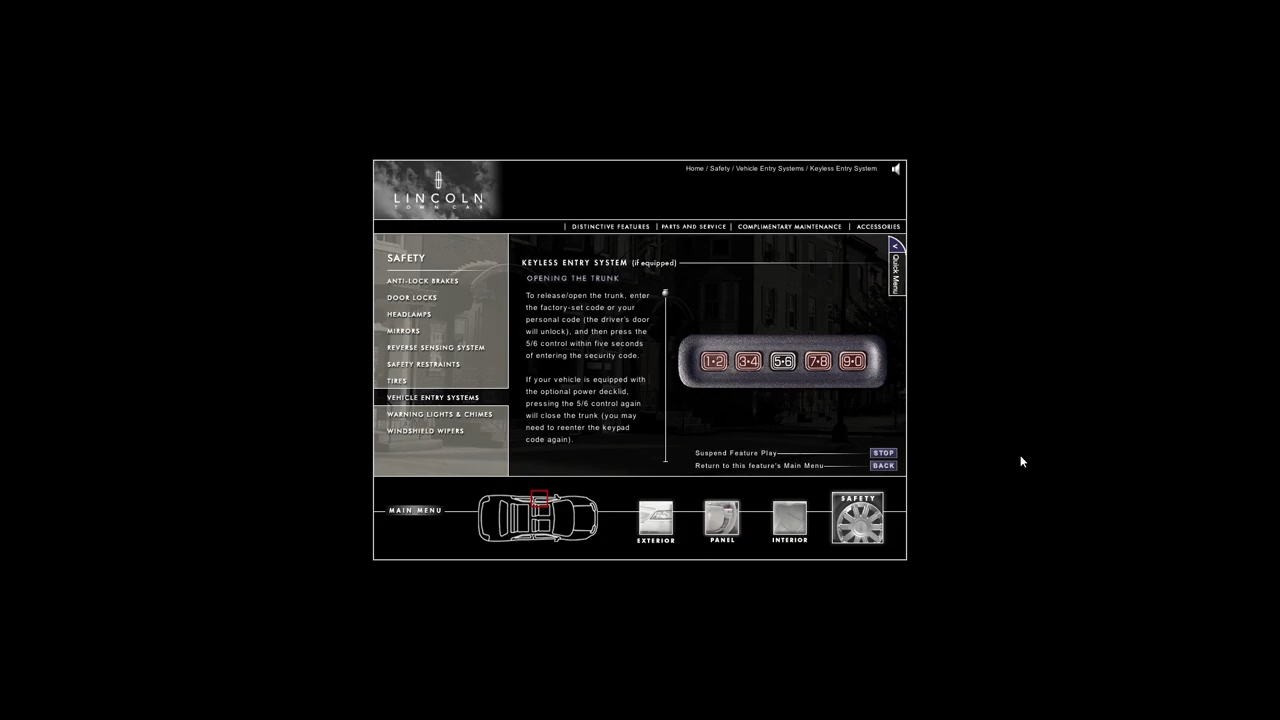 Home / Safety / Vehicle Entry Systems / Keyless Entry System
LINCOLN
TOWN CAR
DISTINCTIVE FEATURES | PARTS AND SERVICE | COMPLIMENTARY MAINTENANCE | ACCESSORIES
SAFETY
ANTI-LOCK BRAKES
DOOR LOCKS
HEADLAMPS
MIRRORS
REVERSE SENSING SYSTEM
SAFETY RESTRAINTS
TIRES
VEHICLE ENTRY SYSTEMS
WARNING LIGHTS & CHIMES
WINDSHIELD WIPERS
KEYLESS ENTRY SYSTEM (if equipped)
OPENING THE TRUNK
To release/open the trunk, enter
the factory-set code or your
personal code (the driver's door
will unlock), and then press the
5/6 control within five seconds
of entering the security code.
If your vehicle is equipped with
the optional power decklid,
pressing the 5/6 control again
will close the trunk (you may
need to reenter the keypad
code again).
1•2 3•4 5•6 7•8 9•0
< Quick Menu
Suspend Feature Play STOP
Return to this feature's Main Menu BACK
MAIN MENU
EXTERIOR
PANEL
INTERIOR
SAFETY